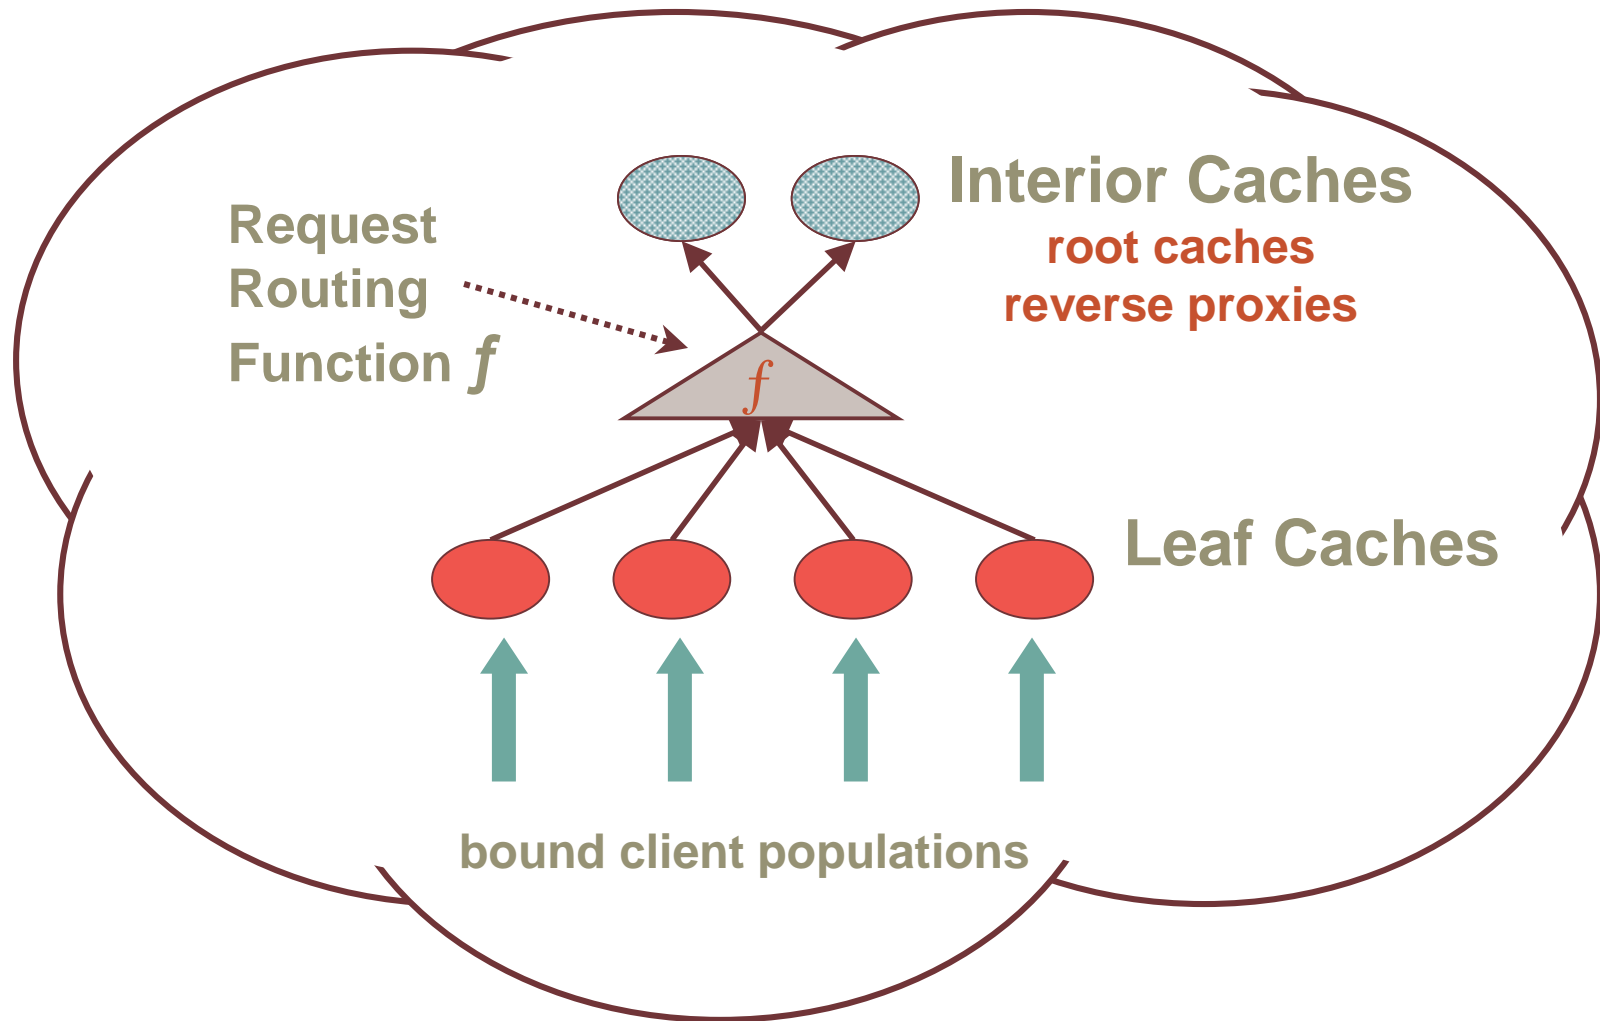 Interior Caches
root caches
reverse proxies
Request
Routing
Function f
f
Leaf Caches
bound client populations